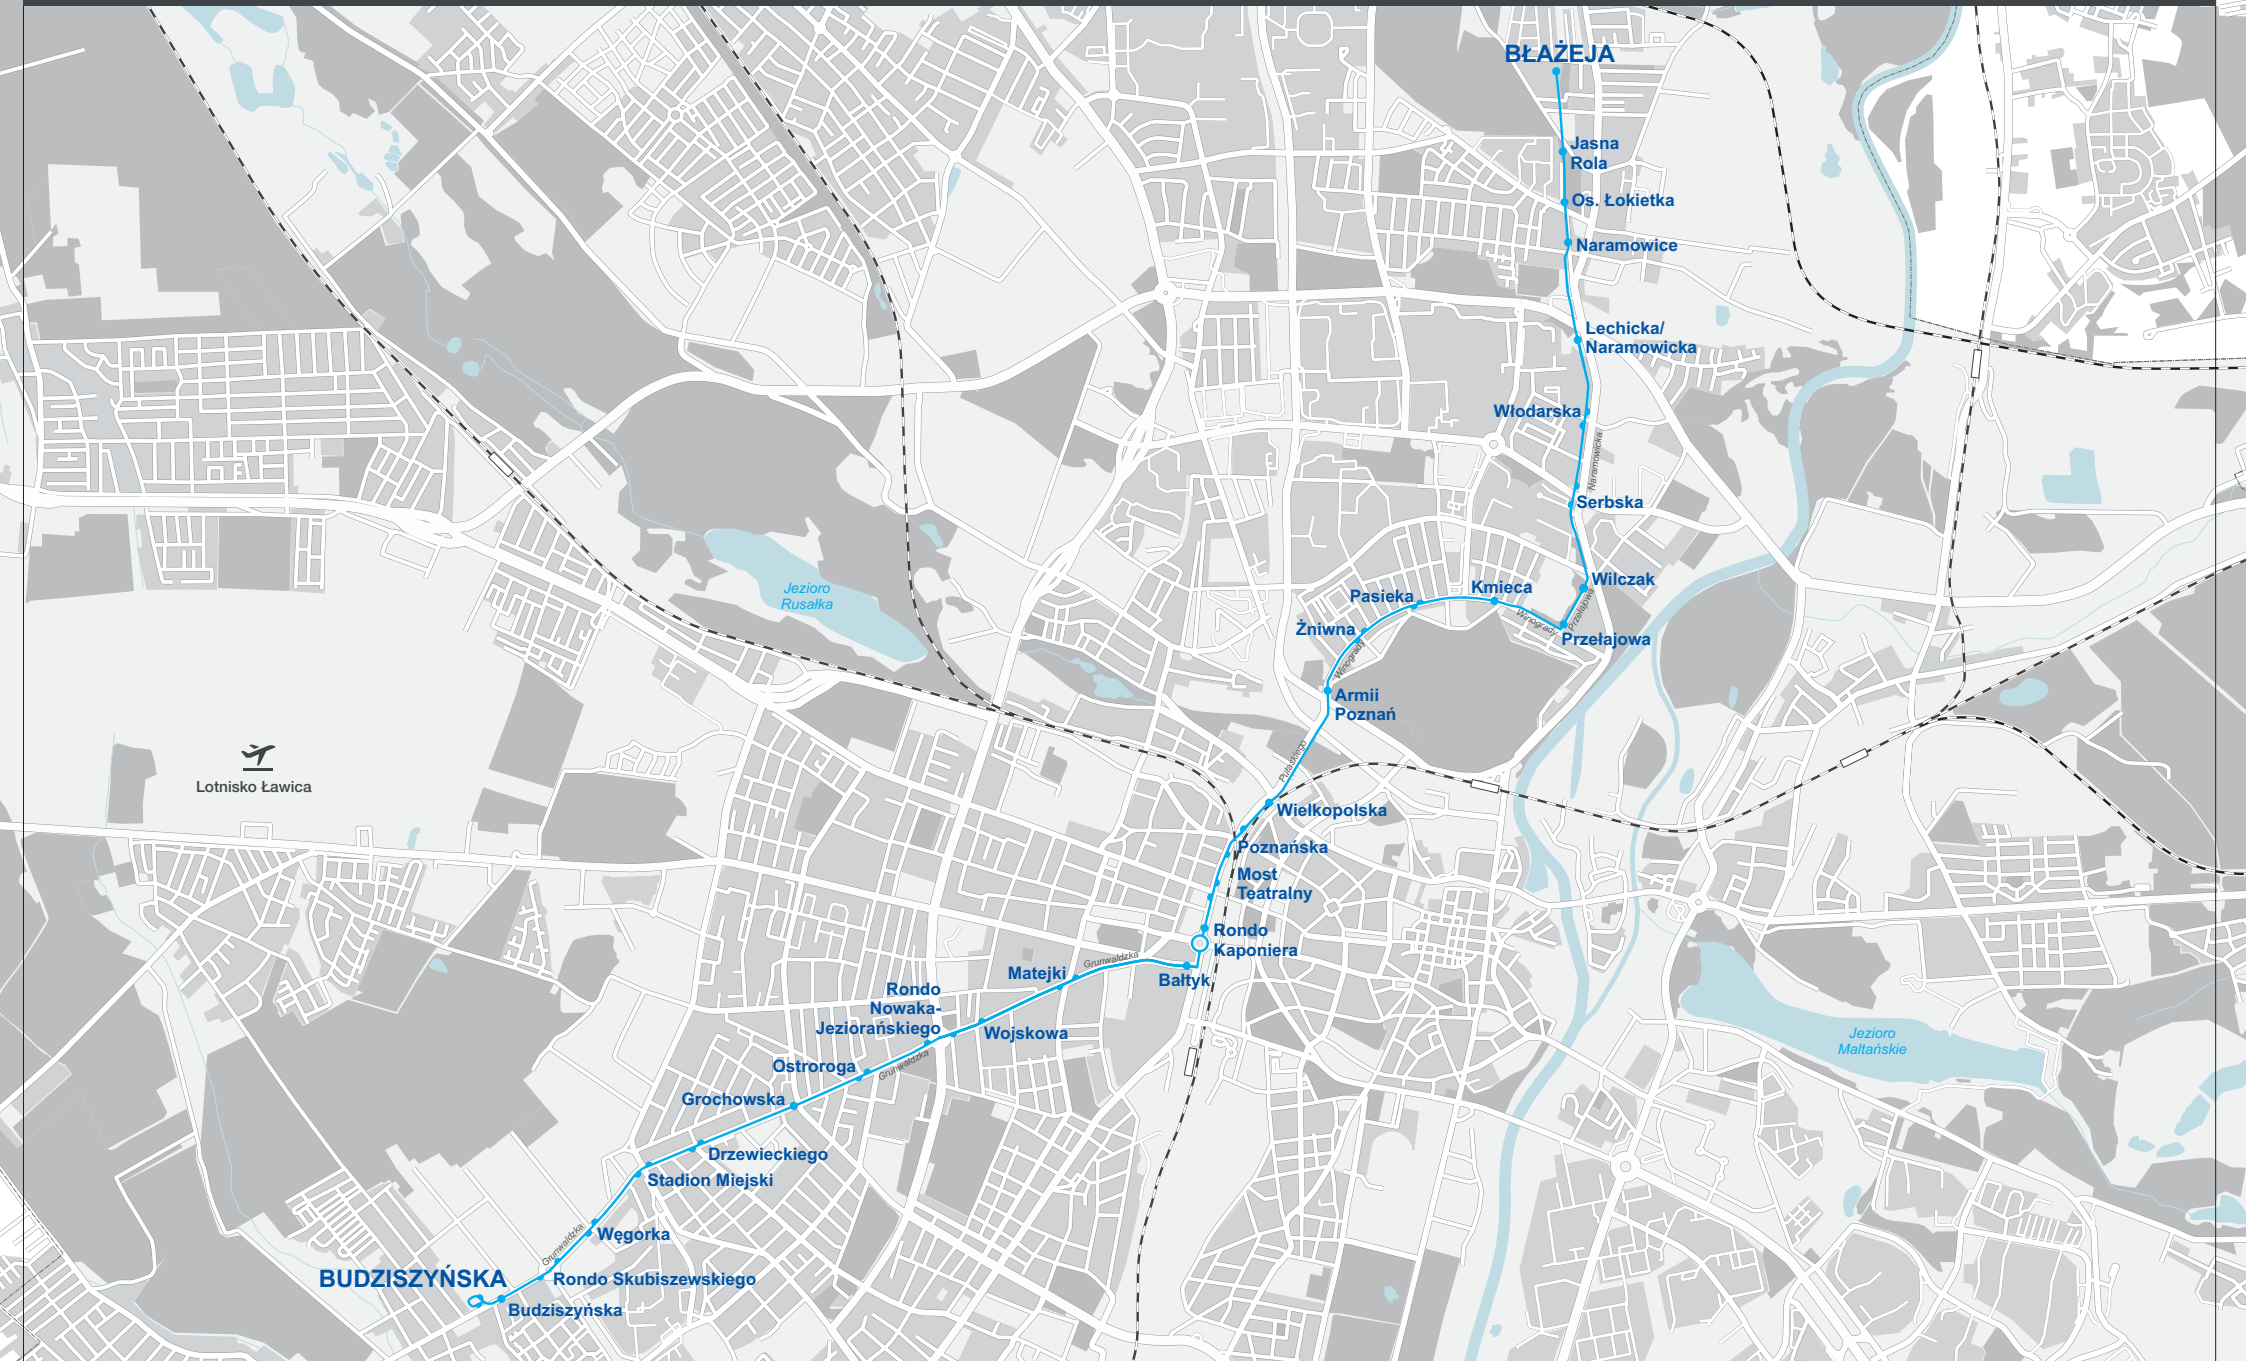 BŁAŻEJA
Jasna
Rola
Os. Łokietka
Naramowice
Lechicka/
Naramowicka
Włodarska
Naramowicka
Serbska
Wilczak
Jezioro
Rusałka
Kmieca
Pasieka
Winogrady
Przełajowa
Żniwna
Przełajowa
Winogrady
Armii
Poznań
Pułaskiego
Lotnisko Ławica
Wielkopolska
Poznańska
Most
Teatralny
Rondo
Kaponiera
Grunwaldzka
Matejki
Bałtyk
Rondo
Nowaka-
Jeziorańskiego
Wojskowa
Jezioro
Maltańskie
Grunwaldzka
Ostroroga
Grochowska
Drzewieckiego
Stadion Miejski
Węgorka
Grunwaldzka
BUDZISZYŃSKA
Rondo Skubiszewskiego
Budziszyńska